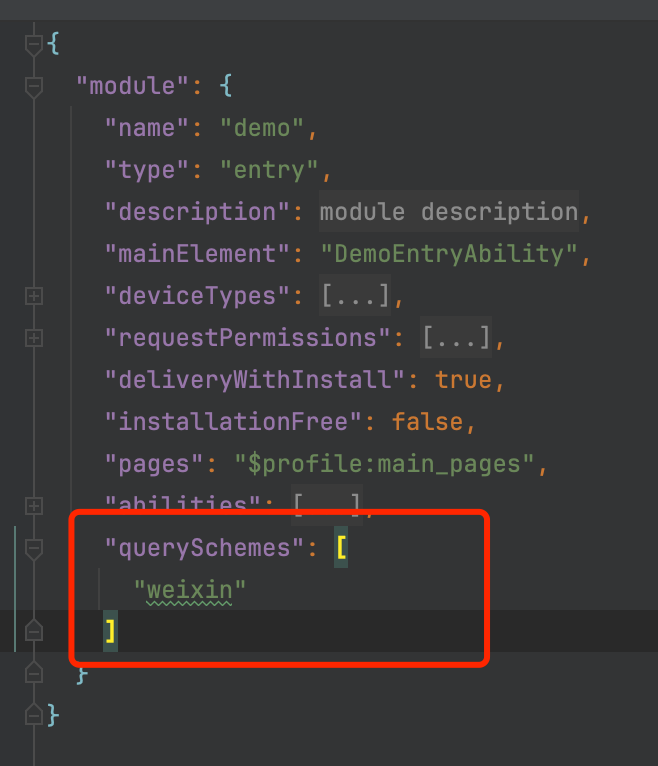 {
"module": {
"name": "demo",
"type": "entry",
"description": module description,
"mainElement": "DemoEntryAbility",
"deviceTypes": [...],
"requestPermissions": [...],
"deliveryWithInstall": true,
"installationFree": false,
"pages": "$profile:main_pages",
"abilities": [...],
"querySchemes": [
"weixin"
]
}
}